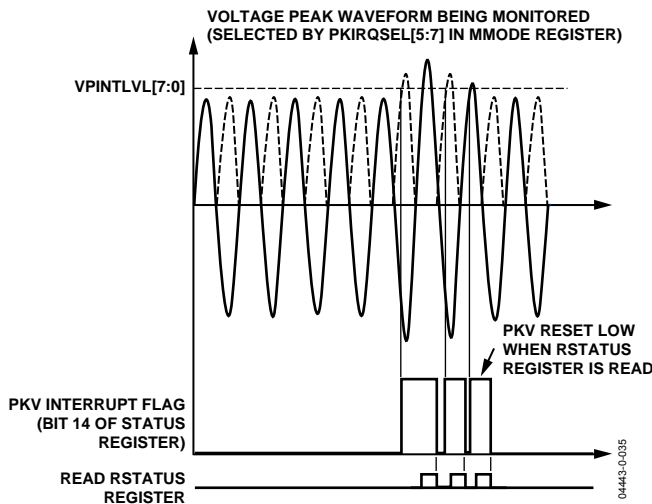 VOLTAGE PEAK WAVEFORM BEING MONITORED
(SELECTED BY PKIRQSEL[5:7] IN MMODE REGISTER)
VPINTLVL[7:0]
PKV RESET LOW
WHEN RSTATUS
REGISTER IS READ
PKV INTERRUPT FLAG
(BIT 14 OF STATUS
REGISTER)
READ RSTATUS
REGISTER
04443-0-035